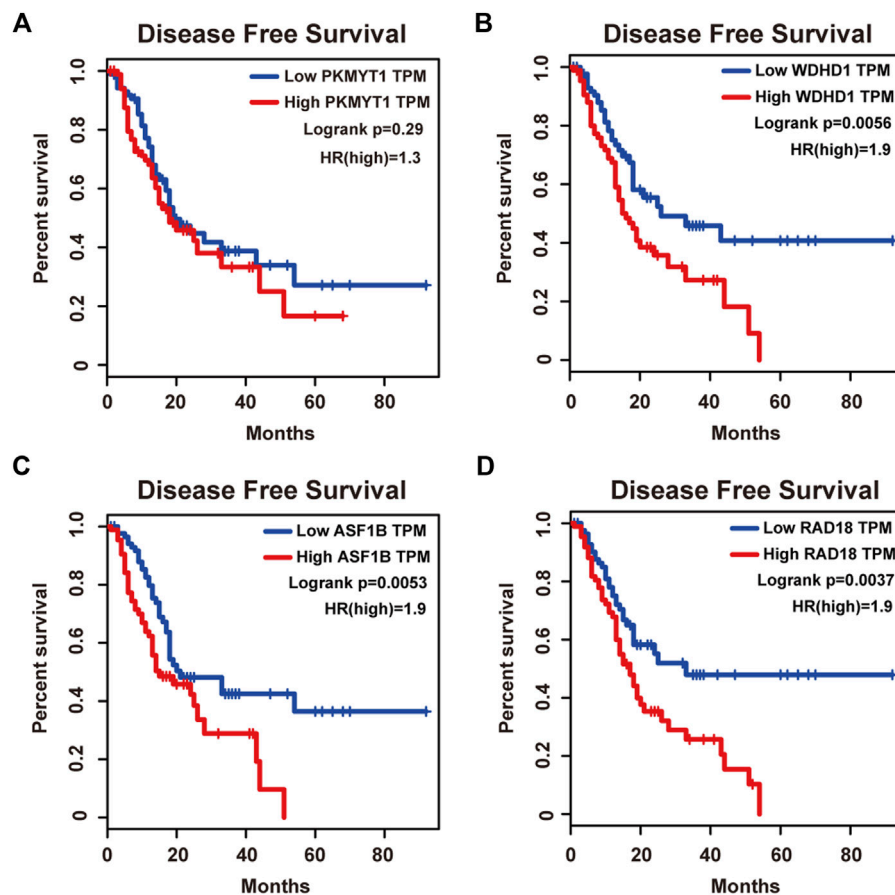 A
Disease Free Survival
Low PKMYT1 TPM
High PKMYT1 TPM
Logrank p=0.29
HR(high)=1.3
Percent survival
1.0
0.8
0.6
0.4
0.2
0
0
20
40
60
80
Months
B
Disease Free Survival
Low WDHD1 TPM
High WDHD1 TPM
Logrank p=0.0056
HR(high)=1.9
Percent survival
1.0
0.8
0.6
0.4
0.2
0
0
20
40
60
80
Months
C
Disease Free Survival
Low ASF1B TPM
High ASF1B TPM
Logrank p=0.0053
HR(high)=1.9
Percent survival
1.0
0.8
0.6
0.4
0.2
0
0
20
40
60
80
Months
D
Disease Free Survival
Low RAD18 TPM
High RAD18 TPM
Logrank p=0.0037
HR(high)=1.9
Percent survival
1.0
0.8
0.6
0.4
0.2
0
0
20
40
60
80
Months